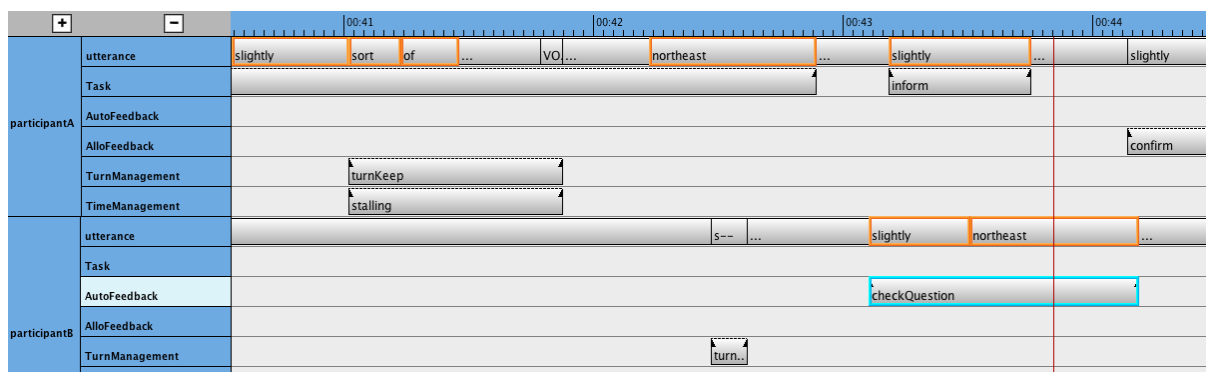 + - 00:41 00:42 00:43 00:44
utterance slightly sort of ... VO... northeast ... slightly ... slightly
Task inform
participantA
AutoFeedback
AlloFeedback confirm
TurnManagement turnKeep
TimeManagement stalling
utterance s-- ... slightly northeast ...
Task
AutoFeedback checkQuestion
participantB
AlloFeedback
TurnManagement turn..